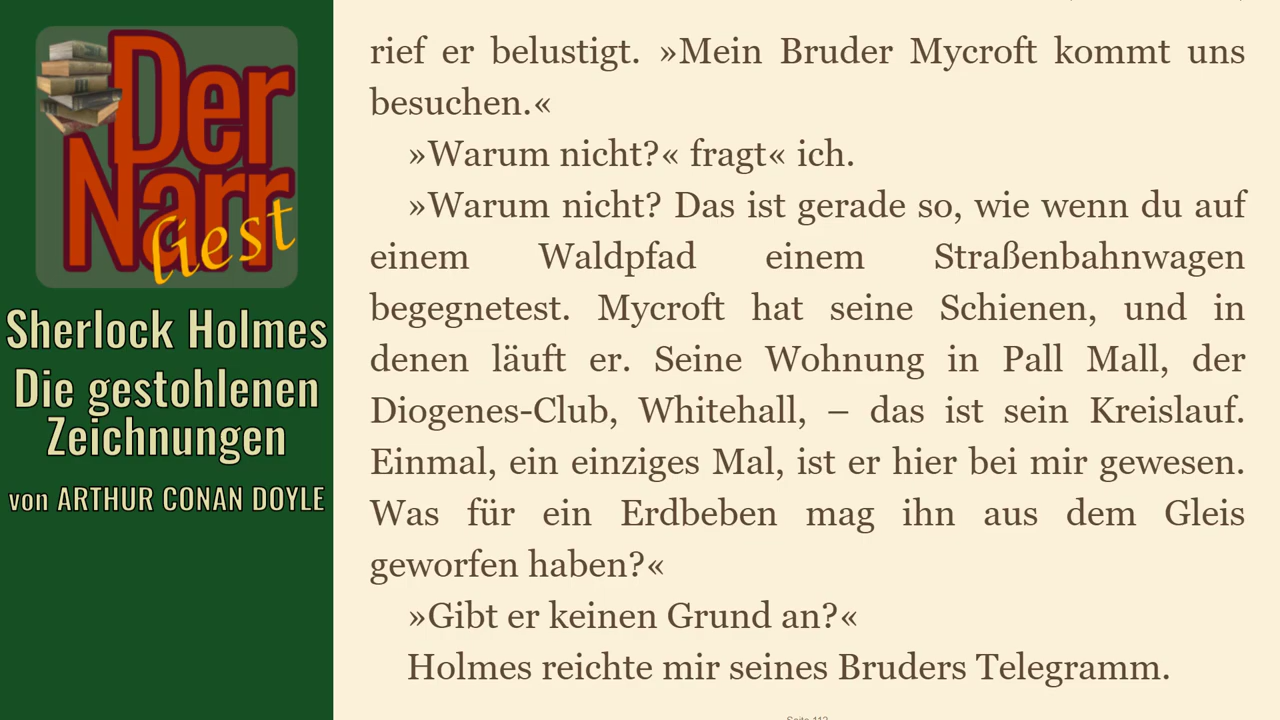 Der
Narr
liest
Sherlock Holmes
Die gestohlenen
Zeichnungen
von ARTHUR CONAN DOYLE
rief er belustigt. »Mein Bruder Mycroft kommt uns
besuchen.«
»Warum nicht?« fragt« ich.
»Warum nicht? Das ist gerade so, wie wenn du auf
einem Waldpfad einem Straßenbahnwagen
begegnetest. Mycroft hat seine Schienen, und in
denen läuft er. Seine Wohnung in Pall Mall, der
Diogenes-Club, Whitehall, – das ist sein Kreislauf.
Einmal, ein einziges Mal, ist er hier bei mir gewesen.
Was für ein Erdbeben mag ihn aus dem Gleis
geworfen haben?«
»Gibt er keinen Grund an?«
Holmes reichte mir seines Bruders Telegramm.